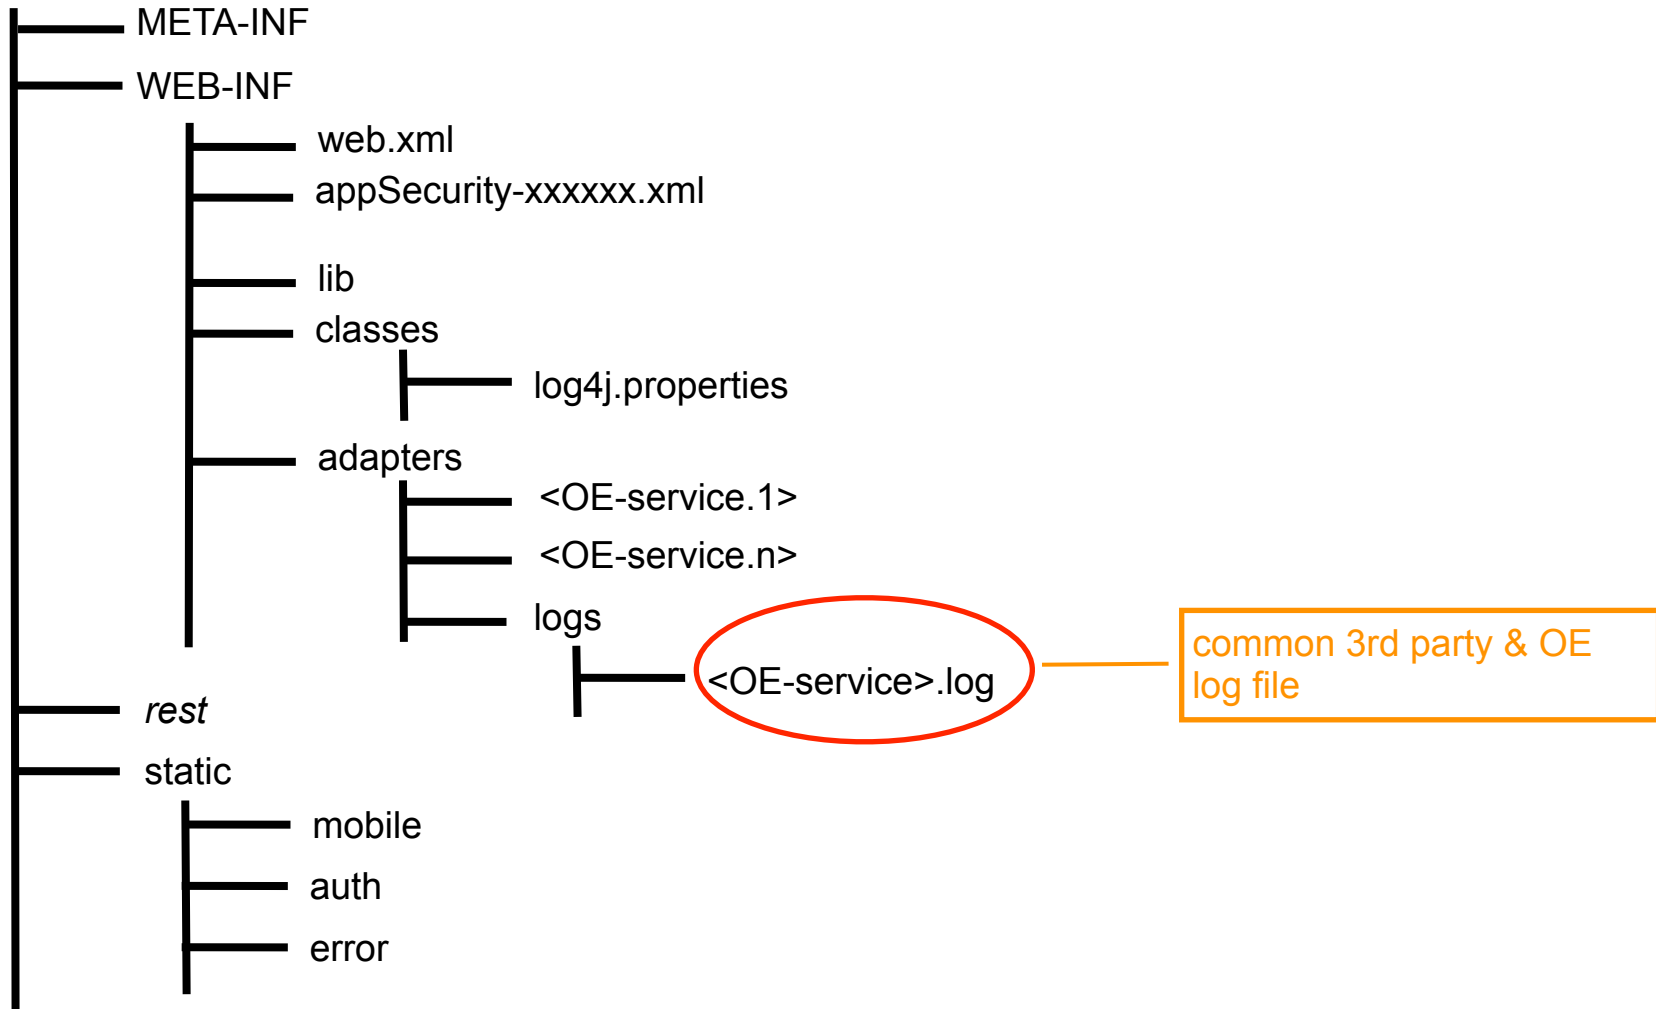 META-INF
WEB-INF
web.xml
appSecurity-xxxxxx.xml
lib
classes
log4j.properties
adapters
<OE-service.1>
<OE-service.n>
logs
<OE-service>.log
common 3rd party & OE
log file
rest
static
mobile
auth
error